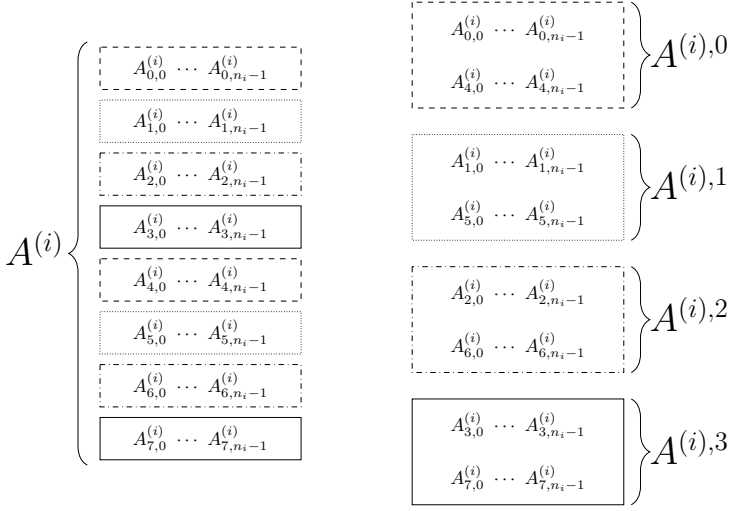 A^{(i)}
A_{0,0}^{(i)} ⋯ A_{0,n_i-1}^{(i)}
A_{1,0}^{(i)} ⋯ A_{1,n_i-1}^{(i)}
A_{2,0}^{(i)} ⋯ A_{2,n_i-1}^{(i)}
A_{3,0}^{(i)} ⋯ A_{3,n_i-1}^{(i)}
A_{4,0}^{(i)} ⋯ A_{4,n_i-1}^{(i)}
A_{5,0}^{(i)} ⋯ A_{5,n_i-1}^{(i)}
A_{6,0}^{(i)} ⋯ A_{6,n_i-1}^{(i)}
A_{7,0}^{(i)} ⋯ A_{7,n_i-1}^{(i)}
A_{0,0}^{(i)} ⋯ A_{0,n_i-1}^{(i)}
A_{4,0}^{(i)} ⋯ A_{4,n_i-1}^{(i)}
A^{(i),0}
A_{1,0}^{(i)} ⋯ A_{1,n_i-1}^{(i)}
A_{5,0}^{(i)} ⋯ A_{5,n_i-1}^{(i)}
A^{(i),1}
A_{2,0}^{(i)} ⋯ A_{2,n_i-1}^{(i)}
A_{6,0}^{(i)} ⋯ A_{6,n_i-1}^{(i)}
A^{(i),2}
A_{3,0}^{(i)} ⋯ A_{3,n_i-1}^{(i)}
A_{7,0}^{(i)} ⋯ A_{7,n_i-1}^{(i)}
A^{(i),3}